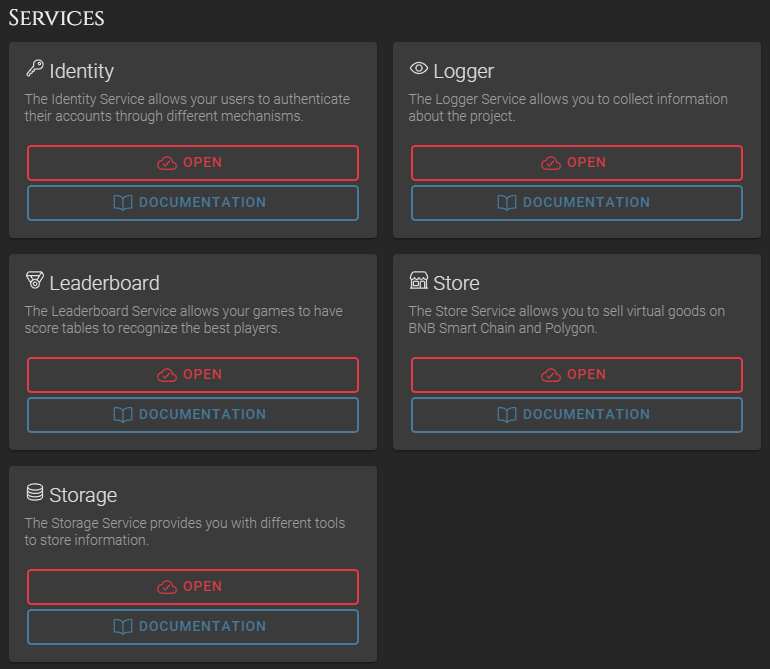 Services
Identity
The Identity Service allows your users to authenticate
their accounts through different mechanisms.
OPEN
DOCUMENTATION
Logger
The Logger Service allows you to collect information
about the project.
OPEN
DOCUMENTATION
Leaderboard
The Leaderboard Service allows your games to have
score tables to recognize the best players.
OPEN
DOCUMENTATION
Store
The Store Service allows you to sell virtual goods on
BNB Smart Chain and Polygon.
OPEN
DOCUMENTATION
Storage
The Storage Service provides you with different tools
to store information.
OPEN
DOCUMENTATION